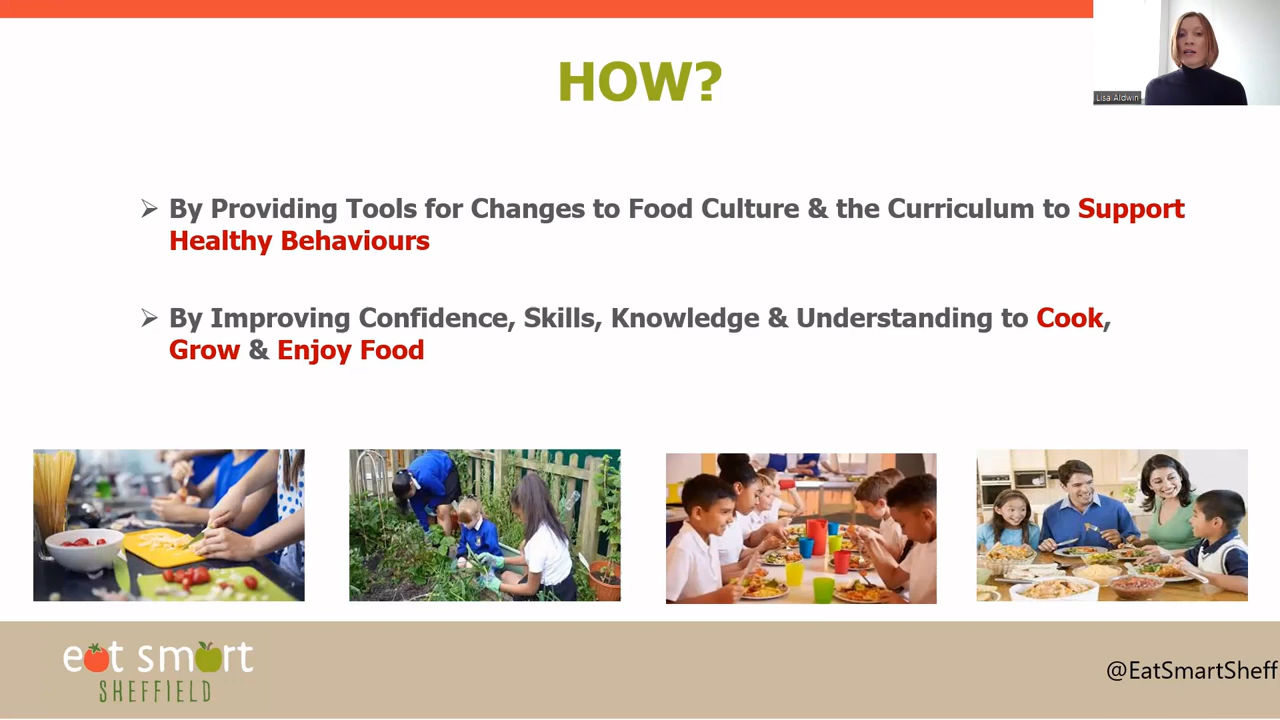 HOW?
Lisa Aldwin
➢ By Providing Tools for Changes to Food Culture & the Curriculum to Support
Healthy Behaviours
➢ By Improving Confidence, Skills, Knowledge & Understanding to Cook,
Grow & Enjoy Food
eat smart
SHEFFIELD
@EatSmartSheff